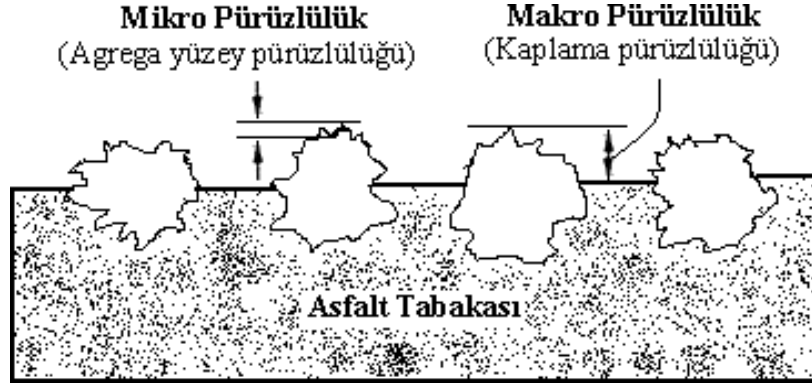 Mikro Pürüzlülük
(Agrega yüzey pürüzlülüğü)
Makro Pürüzlülük
(Kaplama pürüzlülüğü)
Asfalt Tabakası